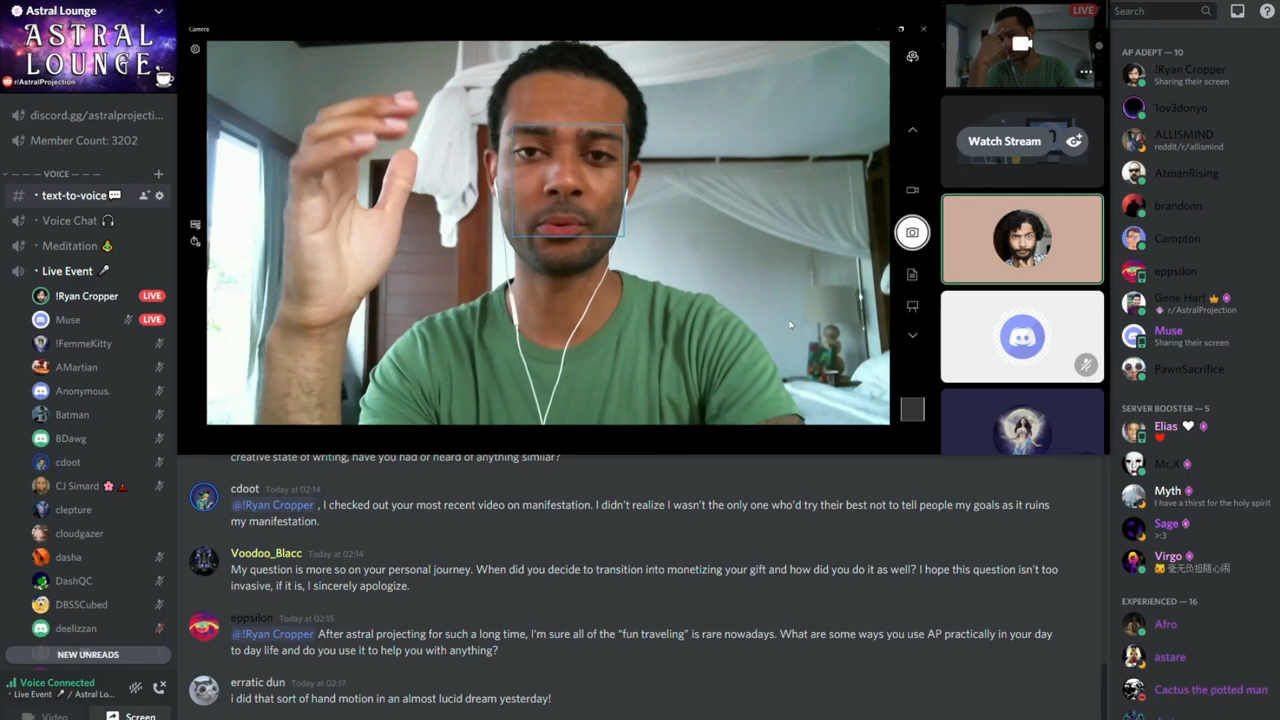 Astral Lounge
ASTRAL
LOUNGE
r/AstralProjection
discord.gg/astralprojecti...
Member Count: 3202
VOICE
text-to-voice
Voice Chat
Meditation
Live Event
!Ryan Cropper LIVE
Muse LIVE
!FemmeKitty
AMartian
Anonymous.
Batman
BDawg
cdoot
CJ Simard
clepture
cloudgazer
dasha
DashQC
DBSSCubed
deelizzan
NEW UNREADS
Voice Connected
Live Event / Astral Lo...
Video Screen
Camera
creative state of writing, have you had or heard of anything similar?
cdoot Today at 02:14
@!Ryan Cropper , I checked out your most recent video on manifestation. I didn't realize I wasn't the only one who'd try their best not to tell people my goals as it ruins
my manifestation.
Voodoo_Blacc Today at 02:14
My question is more so on your personal journey. When did you decide to transition into monetizing your gift and how did you do it as well? I hope this question isn't too
invasive, if it is, I sincerely apologize.
eppsilon Today at 02:15
@!Ryan Cropper After astral projecting for such a long time, I'm sure all of the "fun traveling" is rare nowadays. What are some ways you use AP practically in your day
to day life and do you use it to help you with anything?
erratic dun Today at 02:17
i did that sort of hand motion in an almost lucid dream yesterday!
LIVE
Watch Stream
Search
AP ADEPT — 10
!Ryan Cropper
Sharing their screen
1ov3donyo
ALLISMIND
reddit/r/allismind
AtmanRising
brandonn
Campton
eppsilon
Gene Hart
r/AstralProjection
Muse
Sharing their screen
PawnSacrifice
SERVER BOOSTER — 5
Elias
Mr.X
Myth
I have a thirst for the holy spirit
Sage
>:3
Virgo
EXPERIENCED — 16
Afro
astare
Cactus the potted man